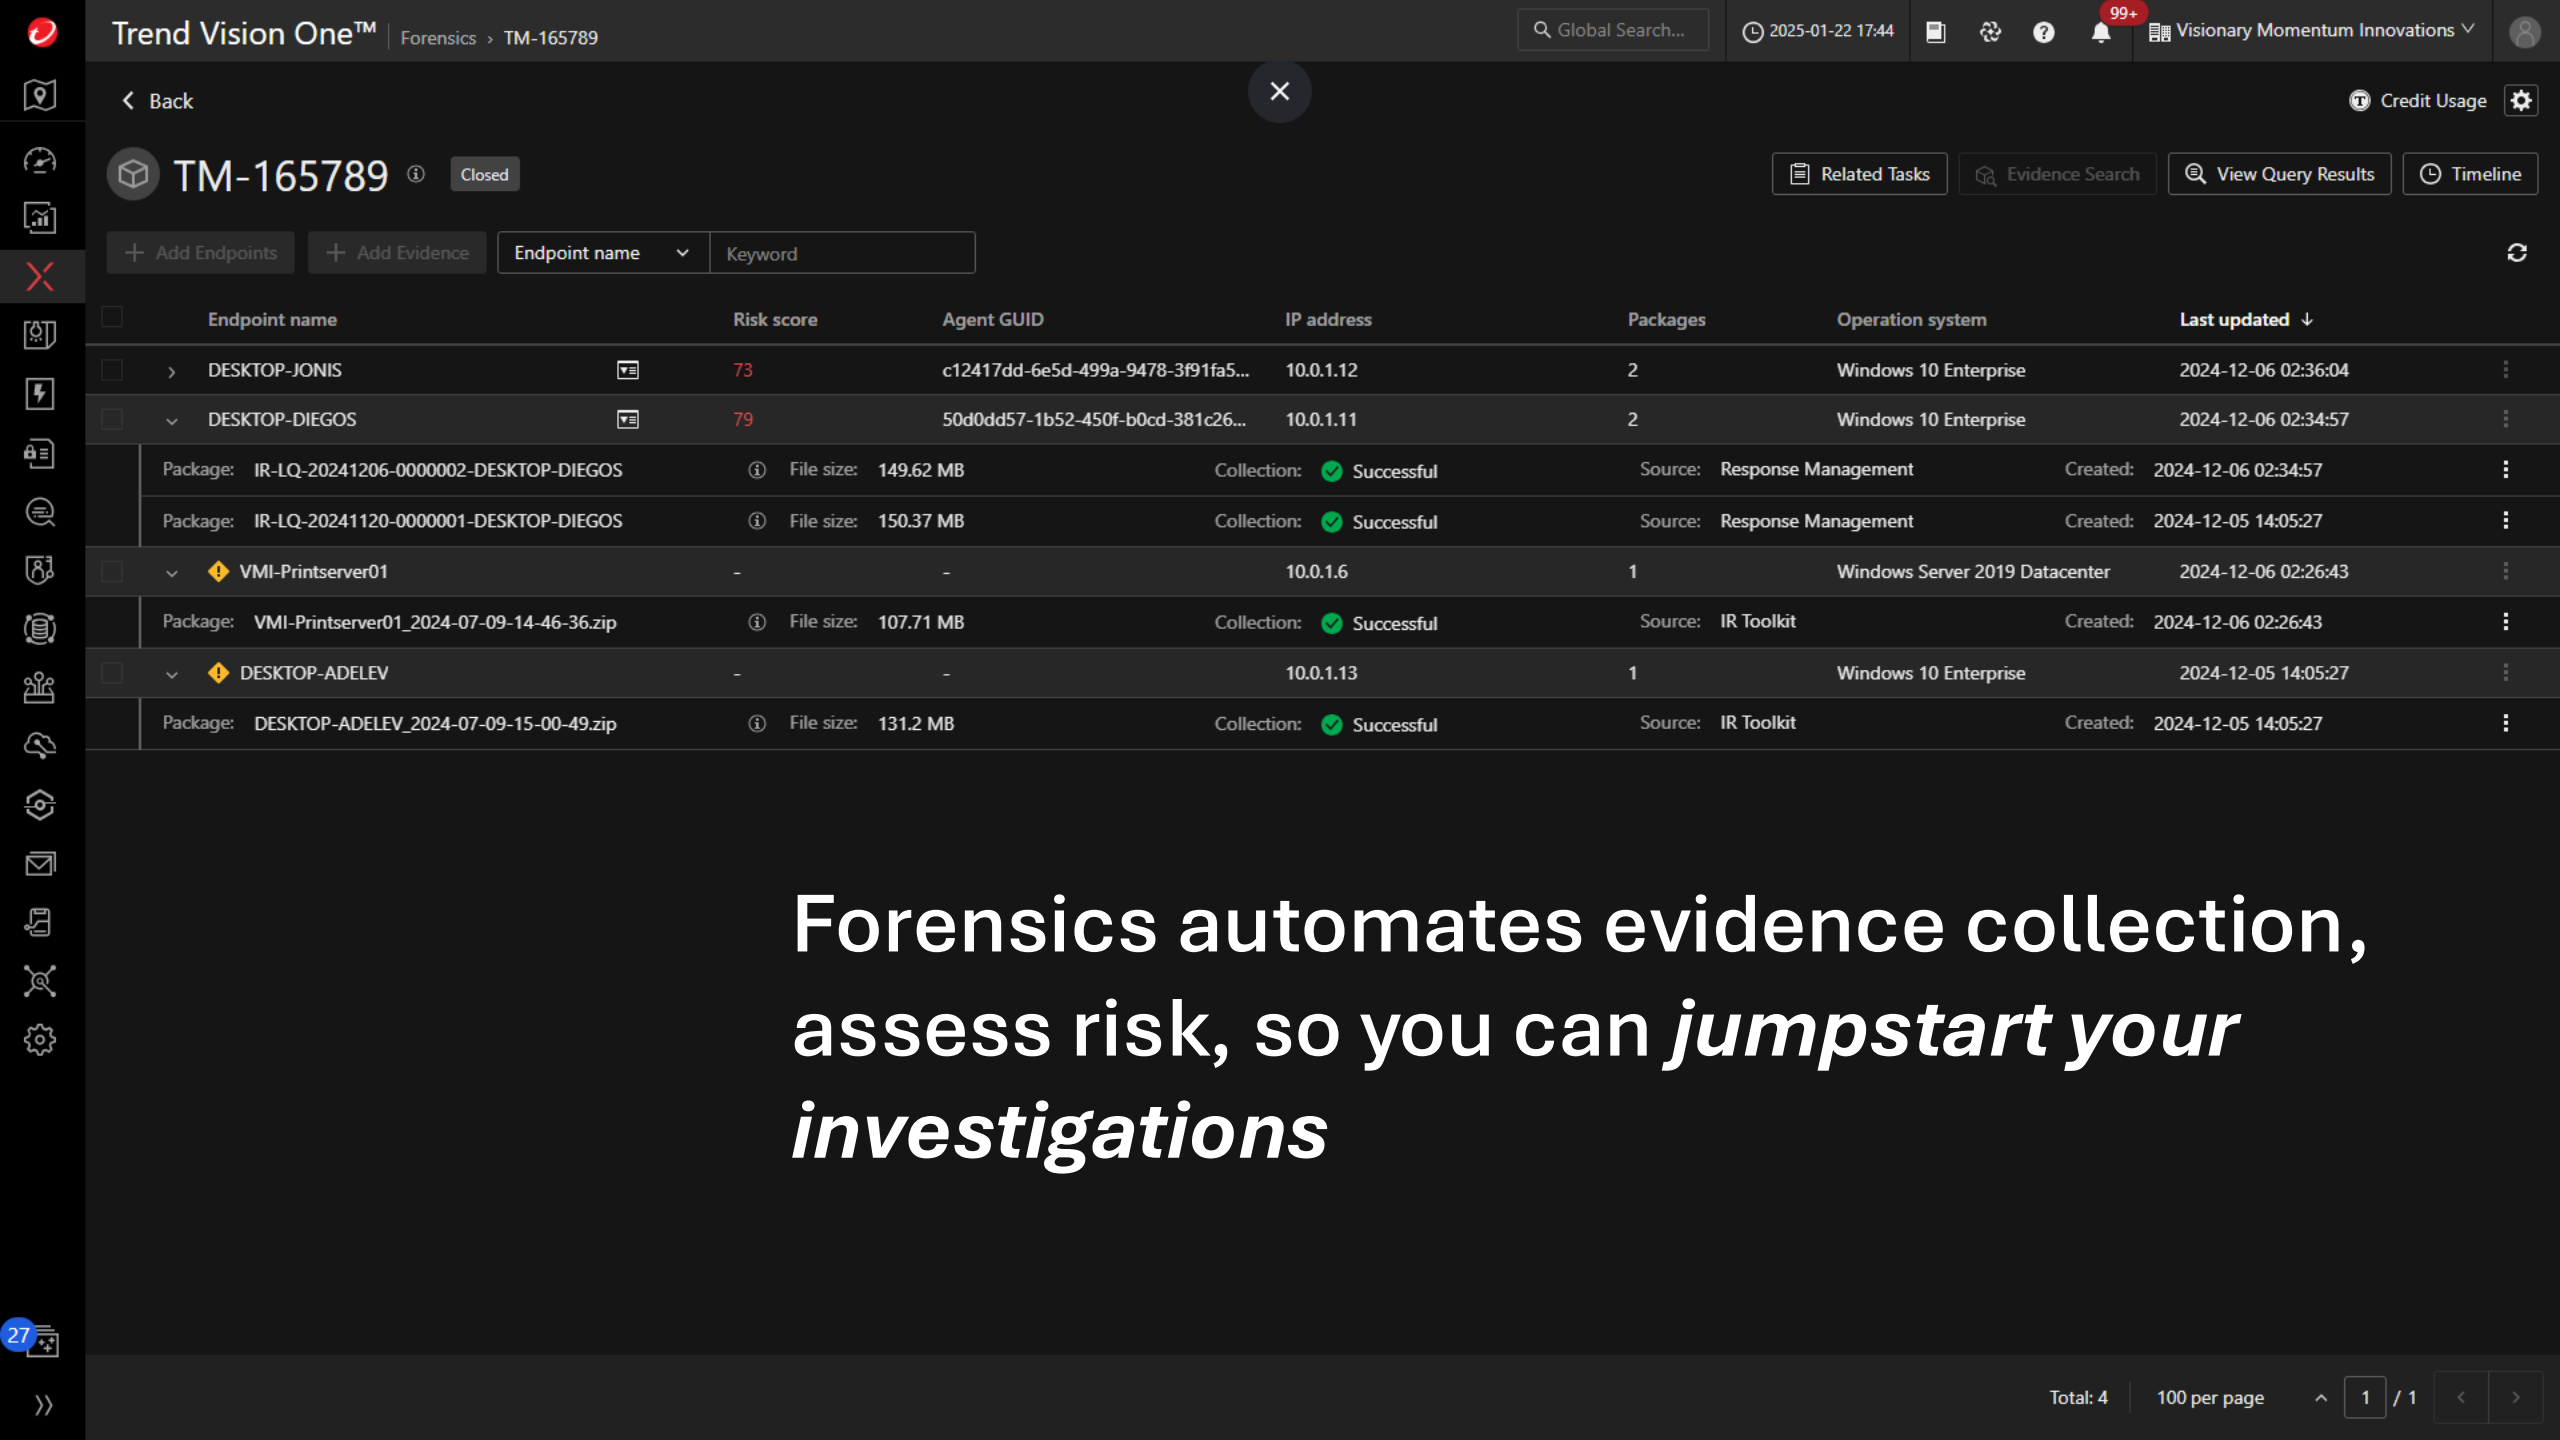 Trend Vision One™ Forensics › TM-165789 Global Search... 2025-01-22 17:44 99+ Visionary Momentum Innovations
Back Credit Usage
TM-165789 Closed Related Tasks Evidence Search View Query Results Timeline
Add Endpoints Add Evidence Endpoint name Keyword
Endpoint name Risk score Agent GUID IP address Packages Operation system Last updated
DESKTOP-JONIS 73 c12417dd-6e5d-499a-9478-3f91fa5... 10.0.1.12 2 Windows 10 Enterprise 2024-12-06 02:36:04
DESKTOP-DIEGOS 79 50d0dd57-1b52-450f-b0cd-381c26... 10.0.1.11 2 Windows 10 Enterprise 2024-12-06 02:34:57
Package: IR-LQ-20241206-0000002-DESKTOP-DIEGOS File size: 149.62 MB Collection: Successful Source: Response Management Created: 2024-12-06 02:34:57
Package: IR-LQ-20241120-0000001-DESKTOP-DIEGOS File size: 150.37 MB Collection: Successful Source: Response Management Created: 2024-12-05 14:05:27
VMI-Printserver01 - - 10.0.1.6 1 Windows Server 2019 Datacenter 2024-12-06 02:26:43
Package: VMI-Printserver01_2024-07-09-14-46-36.zip File size: 107.71 MB Collection: Successful Source: IR Toolkit Created: 2024-12-06 02:26:43
DESKTOP-ADELEV - - 10.0.1.13 1 Windows 10 Enterprise 2024-12-05 14:05:27
Package: DESKTOP-ADELEV_2024-07-09-15-00-49.zip File size: 131.2 MB Collection: Successful Source: IR Toolkit Created: 2024-12-05 14:05:27
Forensics automates evidence collection,
assess risk, so you can jumpstart your
investigations
27
Total: 4 100 per page 1 / 1